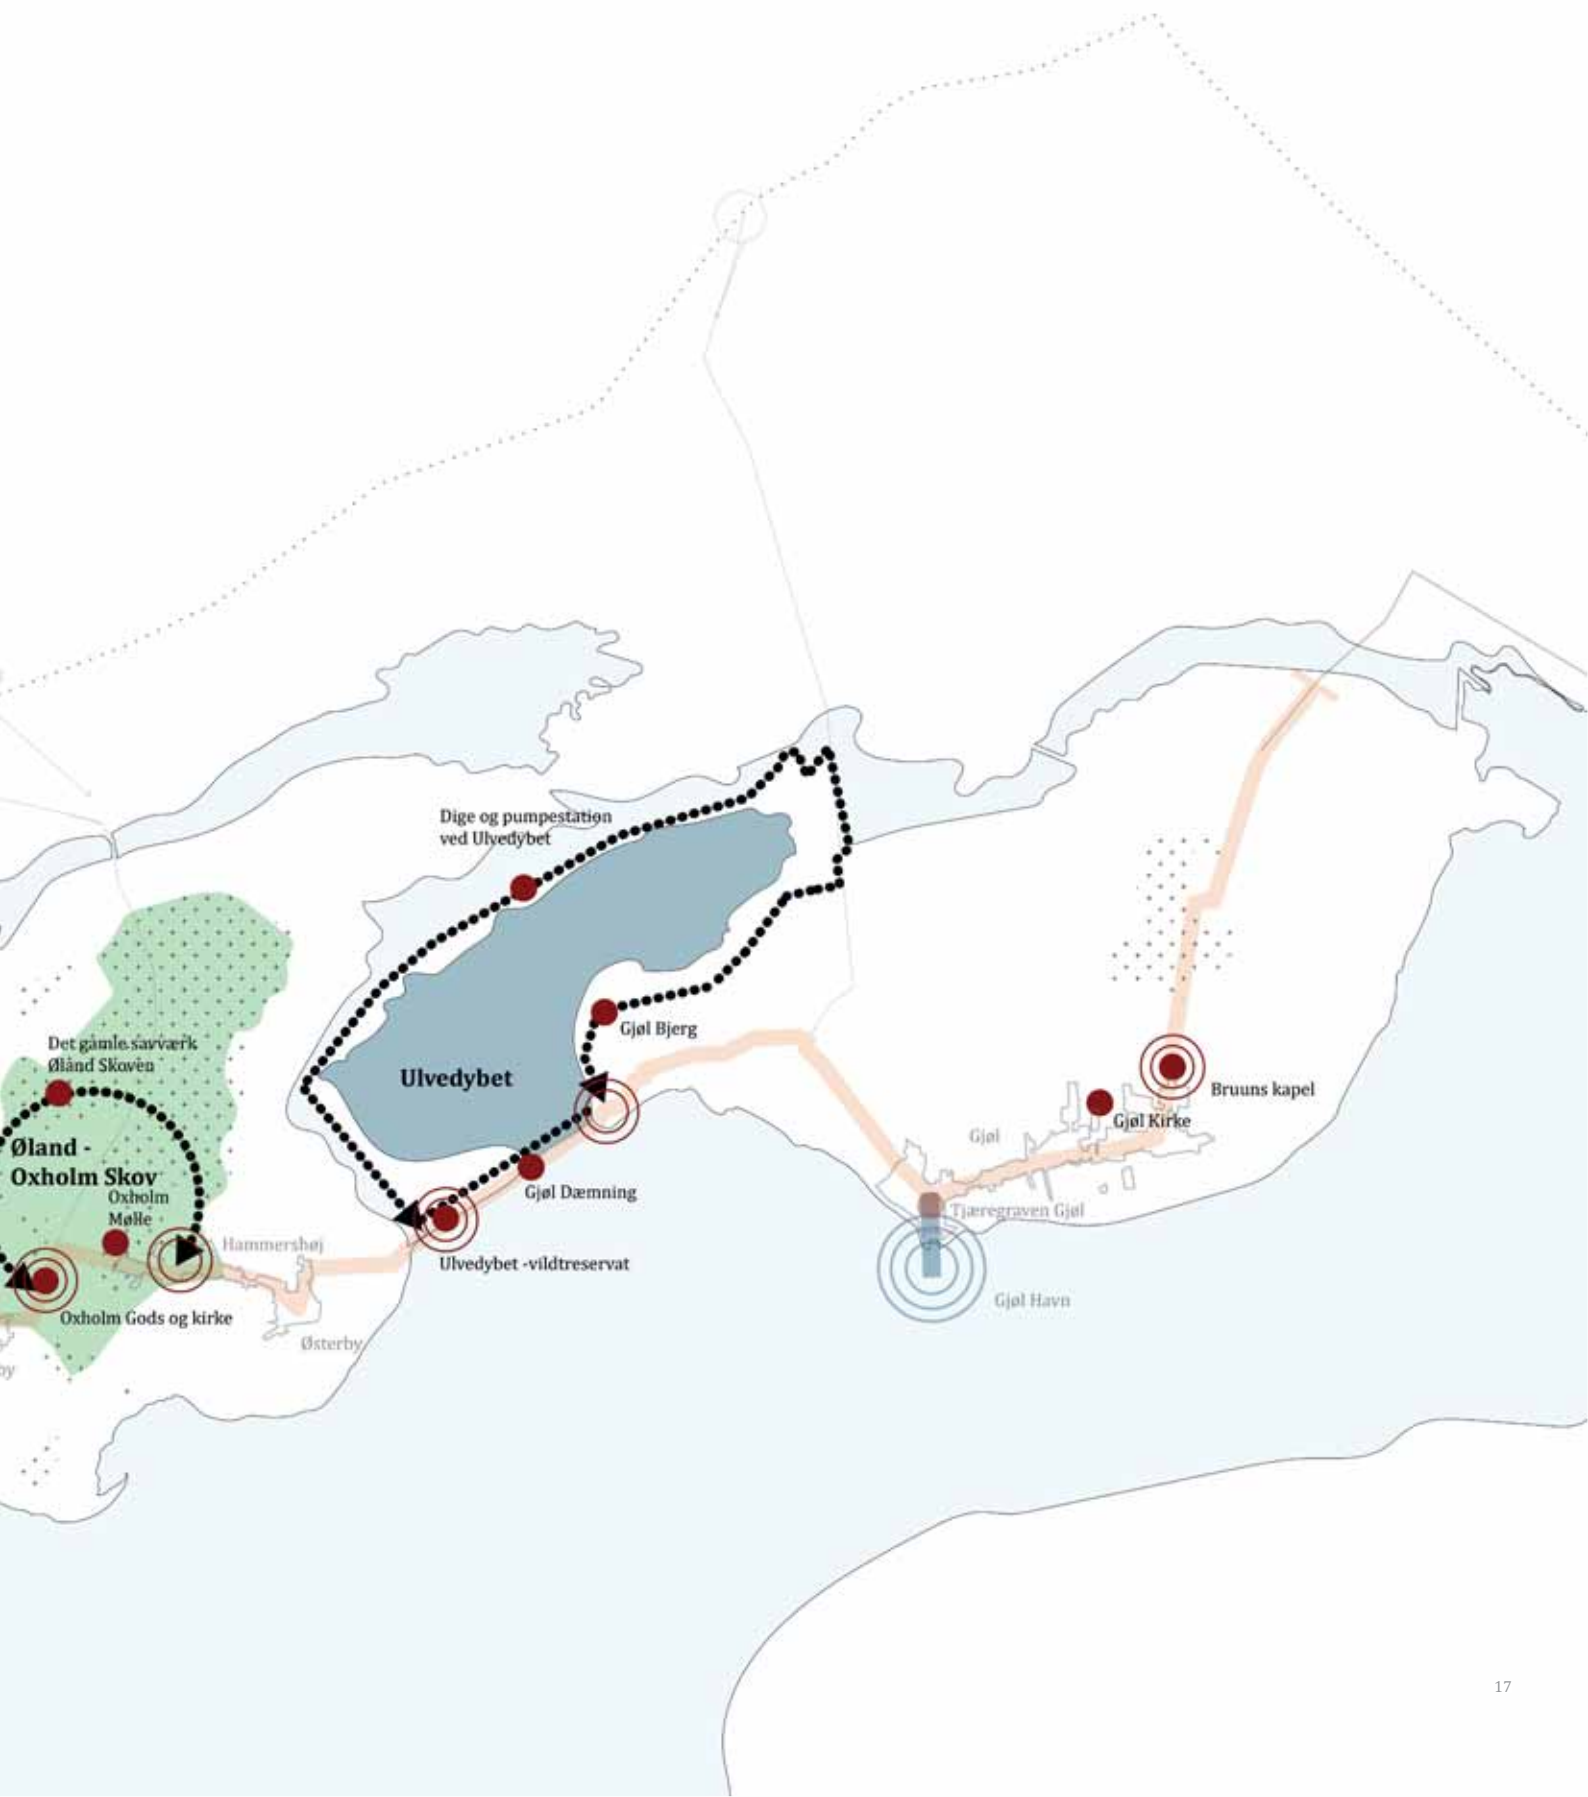 Dige og pumpestation
ved Ulvedybet
Gjøl Bjerg
Det gamle savværk
Øland Skoven
Ulvedybet
Bruuns kapel
Gjøl Kirke
Gjøl
Øland -
Oxholm Skov
Oxholm
Mølle
Gjøl Dæmning
Tjæregraven Gjøl
Hammershøj
Ulvedybet -vildtreservat
Gjøl Havn
Oxholm Gods og kirke
Østerby
by
17